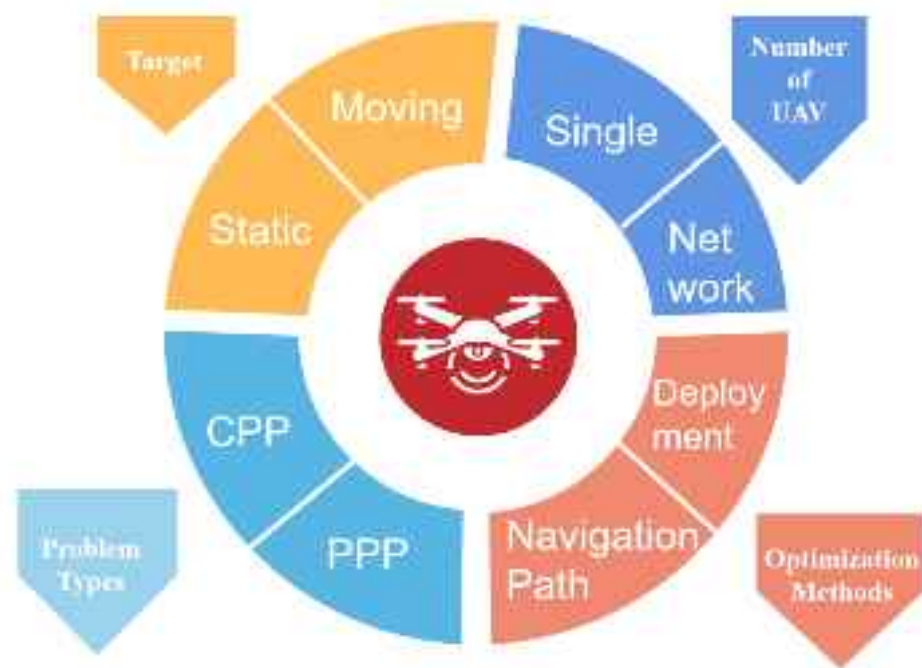 Target
Moving
Static
Single
Net
work
Number
of
UAV
CPP
PPP
Problem
Types
Deploy
ment
Navigation
Path
Optimization
Methods